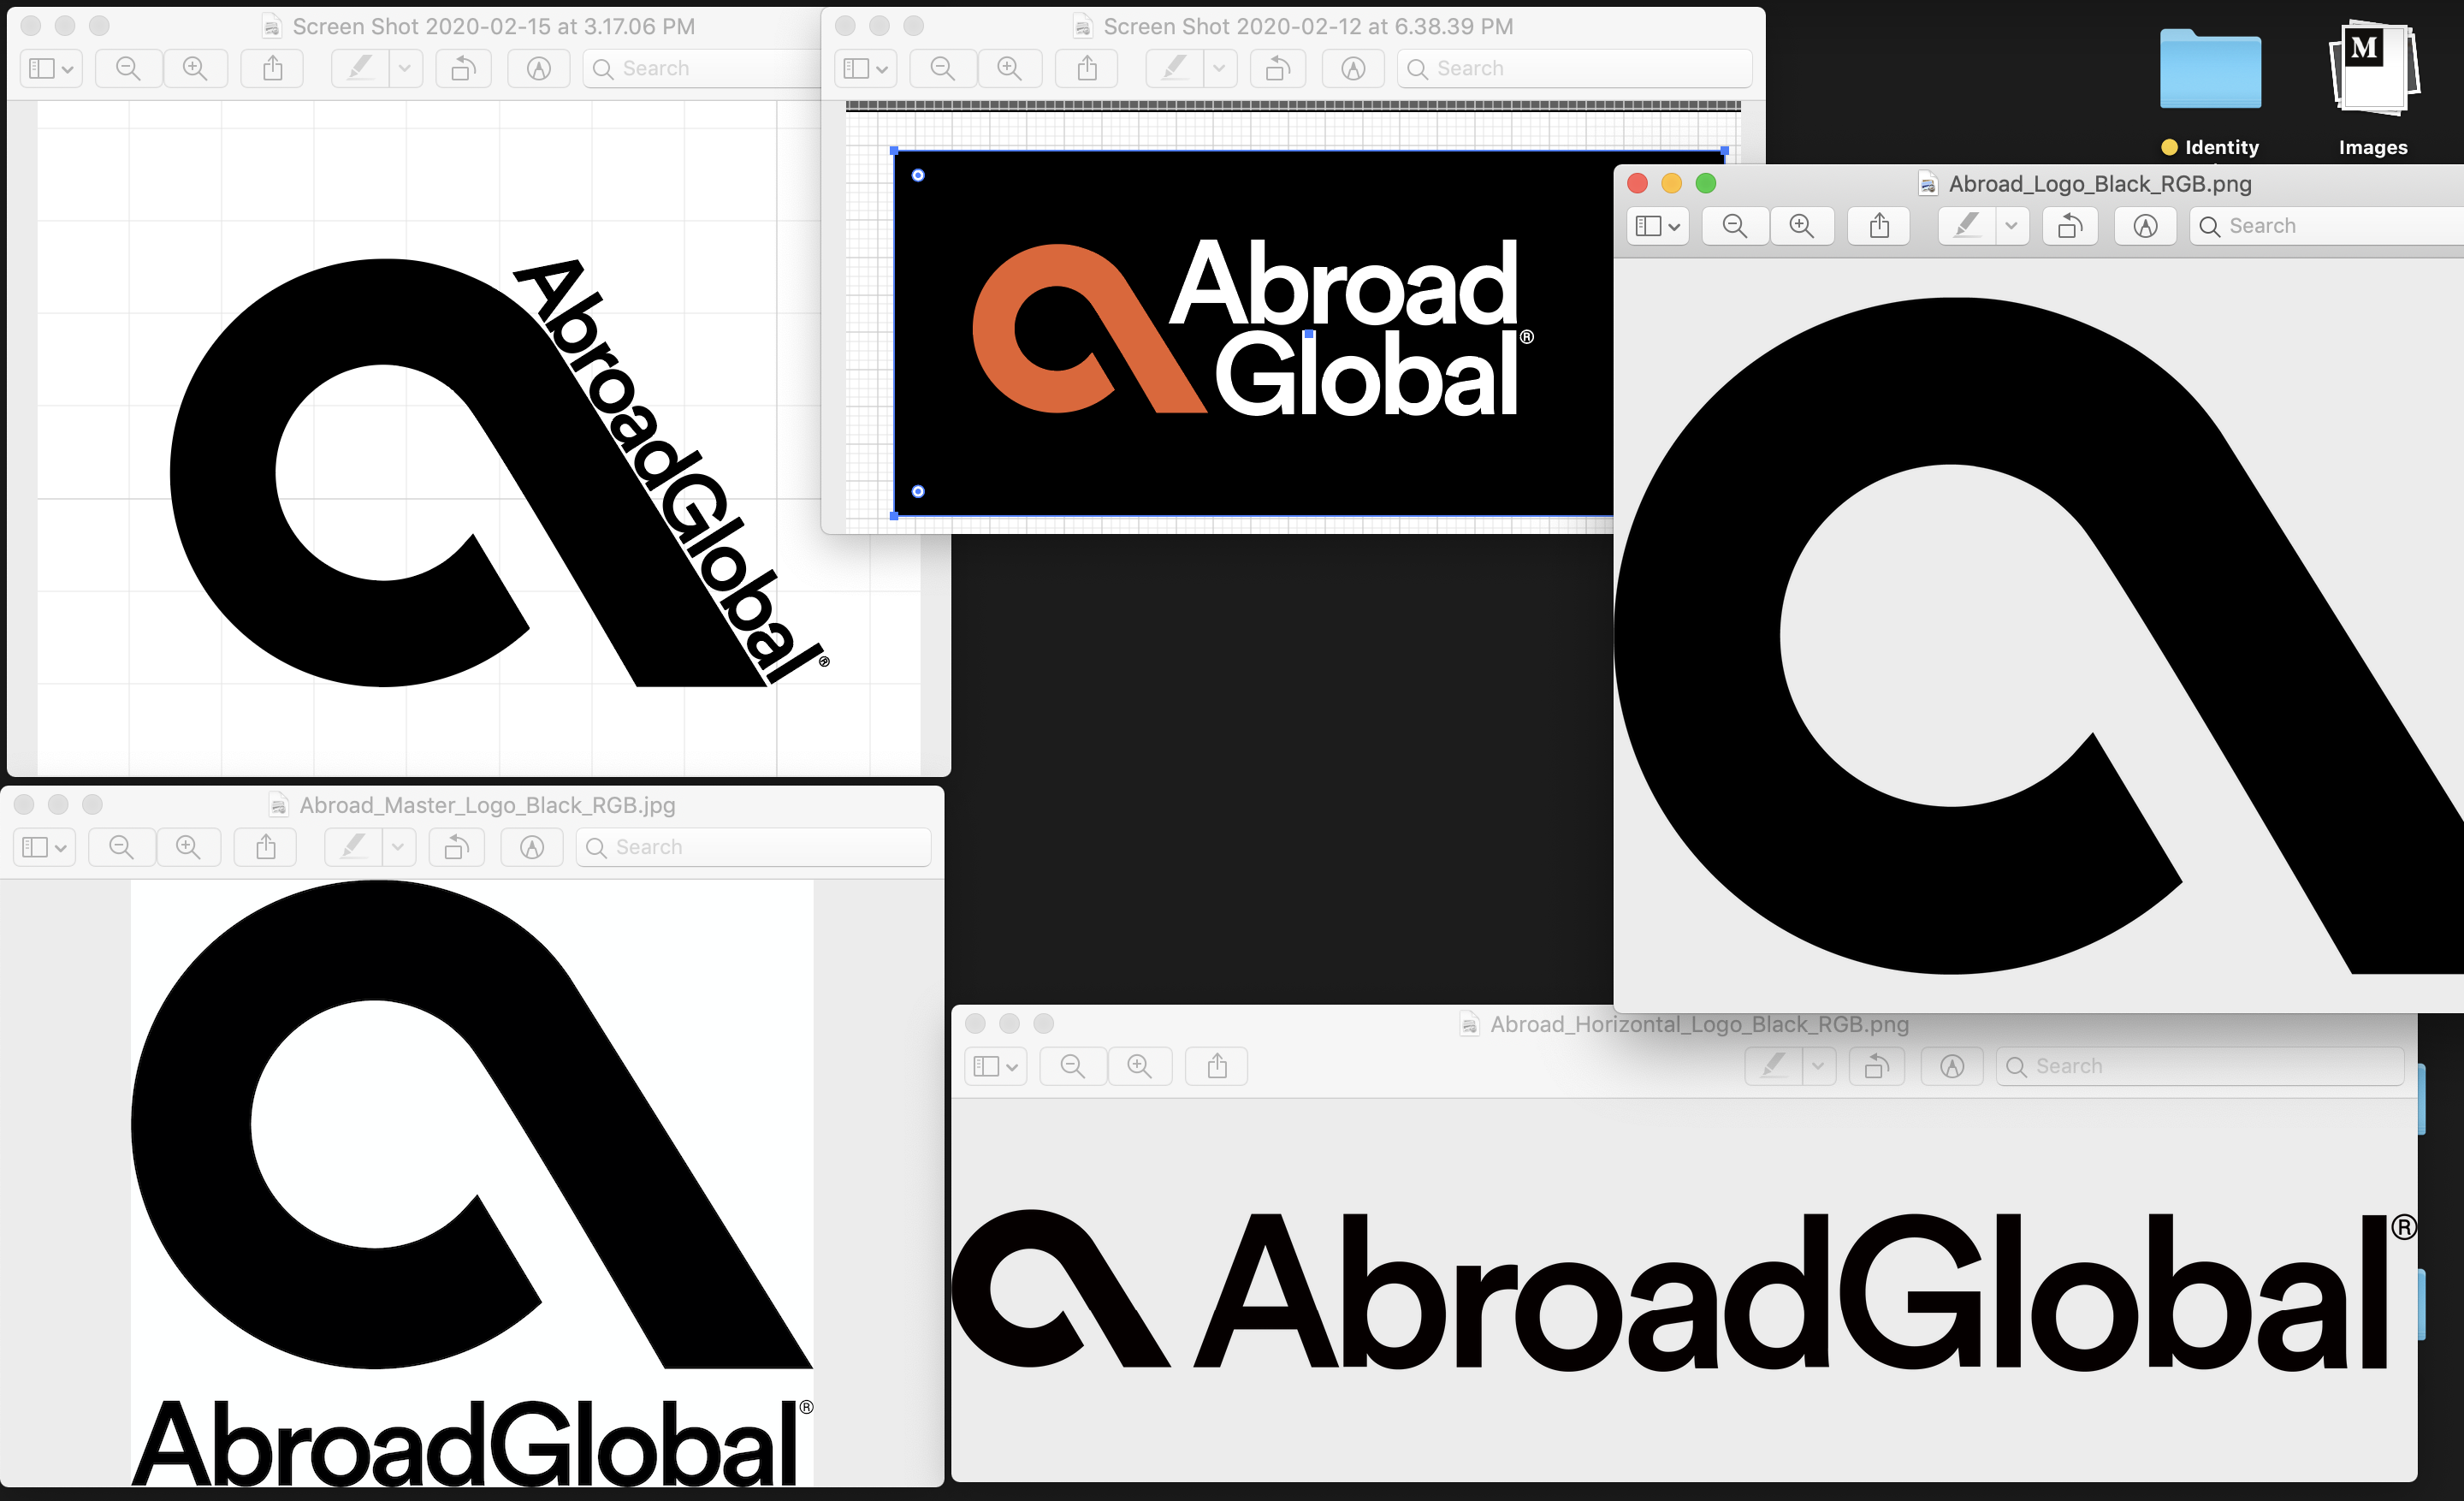 Screen Shot 2020-02-15 at 3.17.06 PM
Search
AbroadGlobal®
Screen Shot 2020-02-12 at 6.38.39 PM
Search
Abroad
Global®
Identity
M
Images
Abroad_Logo_Black_RGB.png
Search
Abroad_Master_Logo_Black_RGB.jpg
Search
AbroadGlobal®
Abroad_Horizontal_Logo_Black_RGB.png
Search
AbroadGlobal®